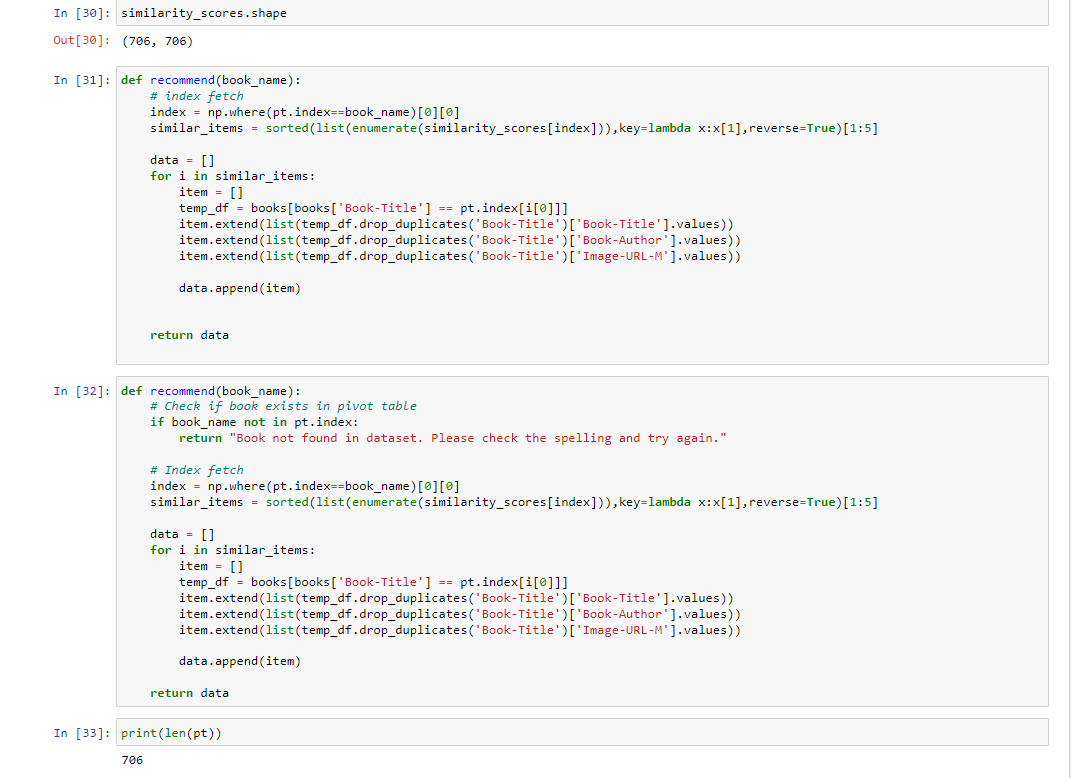 In [30]: similarity_scores.shape
Out[30]: (706, 706)
In [31]: def recommend(book_name):
    # index fetch
    index = np.where(pt.index==book_name)[0][0]
    similar_items = sorted(list(enumerate(similarity_scores[index])),key=lambda x:x[1],reverse=True)[1:5]

    data = []
    for i in similar_items:
        item = []
        temp_df = books[books['Book-Title'] == pt.index[i[0]]]
        item.extend(list(temp_df.drop_duplicates('Book-Title')['Book-Title'].values))
        item.extend(list(temp_df.drop_duplicates('Book-Title')['Book-Author'].values))
        item.extend(list(temp_df.drop_duplicates('Book-Title')['Image-URL-M'].values))

        data.append(item)

    return data
In [32]: def recommend(book_name):
    # Check if book exists in pivot table
    if book_name not in pt.index:
        return "Book not found in dataset. Please check the spelling and try again."

    # Index fetch
    index = np.where(pt.index==book_name)[0][0]
    similar_items = sorted(list(enumerate(similarity_scores[index])),key=lambda x:x[1],reverse=True)[1:5]

    data = []
    for i in similar_items:
        item = []
        temp_df = books[books['Book-Title'] == pt.index[i[0]]]
        item.extend(list(temp_df.drop_duplicates('Book-Title')['Book-Title'].values))
        item.extend(list(temp_df.drop_duplicates('Book-Title')['Book-Author'].values))
        item.extend(list(temp_df.drop_duplicates('Book-Title')['Image-URL-M'].values))

        data.append(item)

    return data
In [33]: print(len(pt))
706